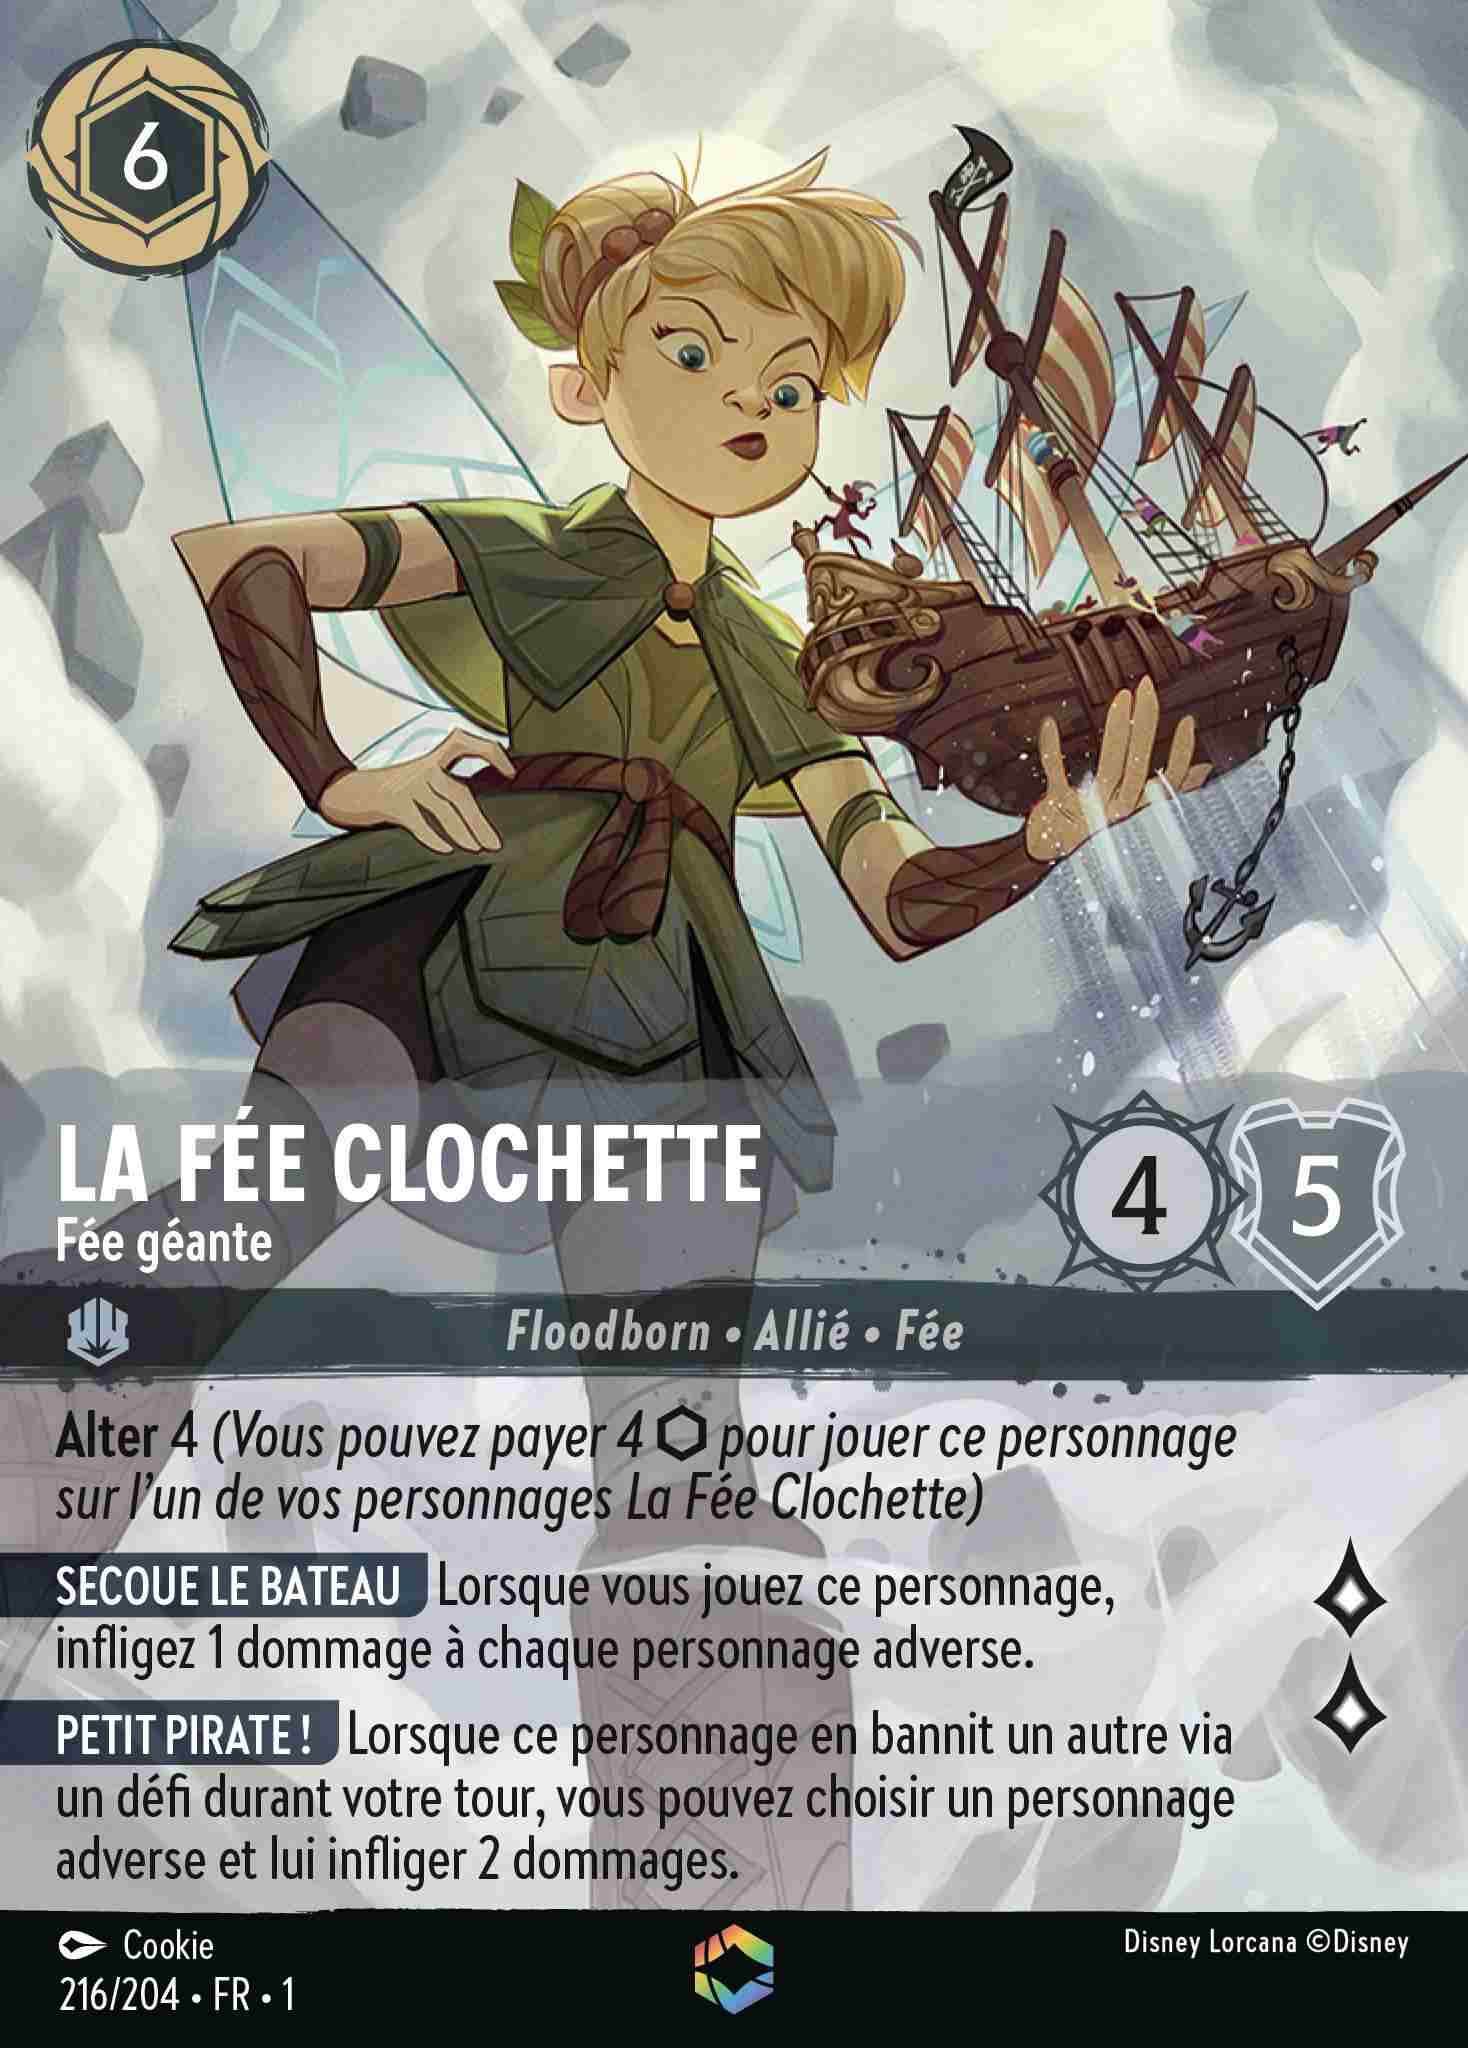 6
LA FÉE CLOCHETTE
Fée géante
4
5
Floodborn • Allié • Fée
Alter 4 (Vous pouvez payer 4 ⬡ pour jouer ce personnage
sur l'un de vos personnages La Fée Clochette)
SECOUE LE BATEAU Lorsque vous jouez ce personnage,
infligez 1 dommage à chaque personnage adverse.
PETIT PIRATE ! Lorsque ce personnage en bannit un autre via
un défi durant votre tour, vous pouvez choisir un personnage
adverse et lui infliger 2 dommages.
Cookie
Disney Lorcana ©Disney
216/204 • FR • 1